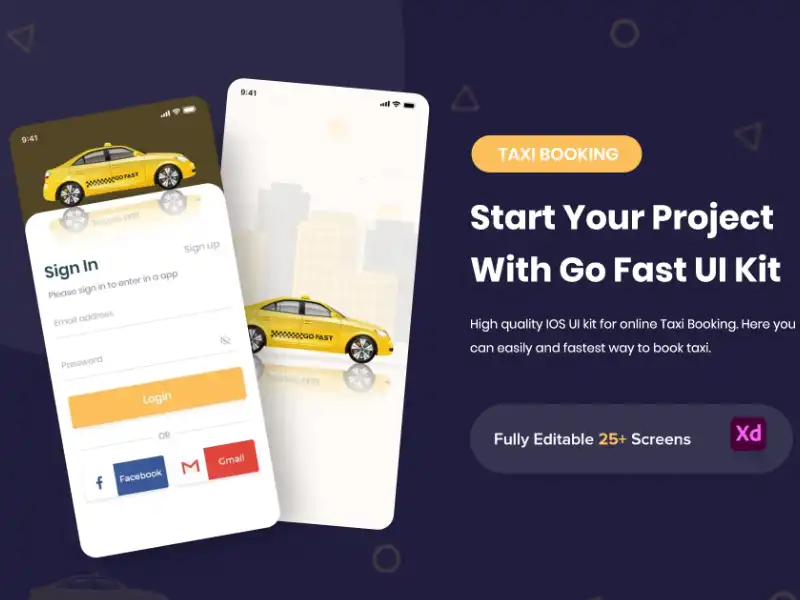 9:41
GO FAST
Sign In
Sign up
Please sign in to enter in a app
Email address
Password
Login
OR
f
Facebook
M
Gmail
9:41
GO FAST
TAXI BOOKING
Start Your Project
With Go Fast UI Kit
High quality IOS UI kit for online Taxi Booking. Here you
can easily and fastest way to book taxi.
Fully Editable 25+ Screens
Xd